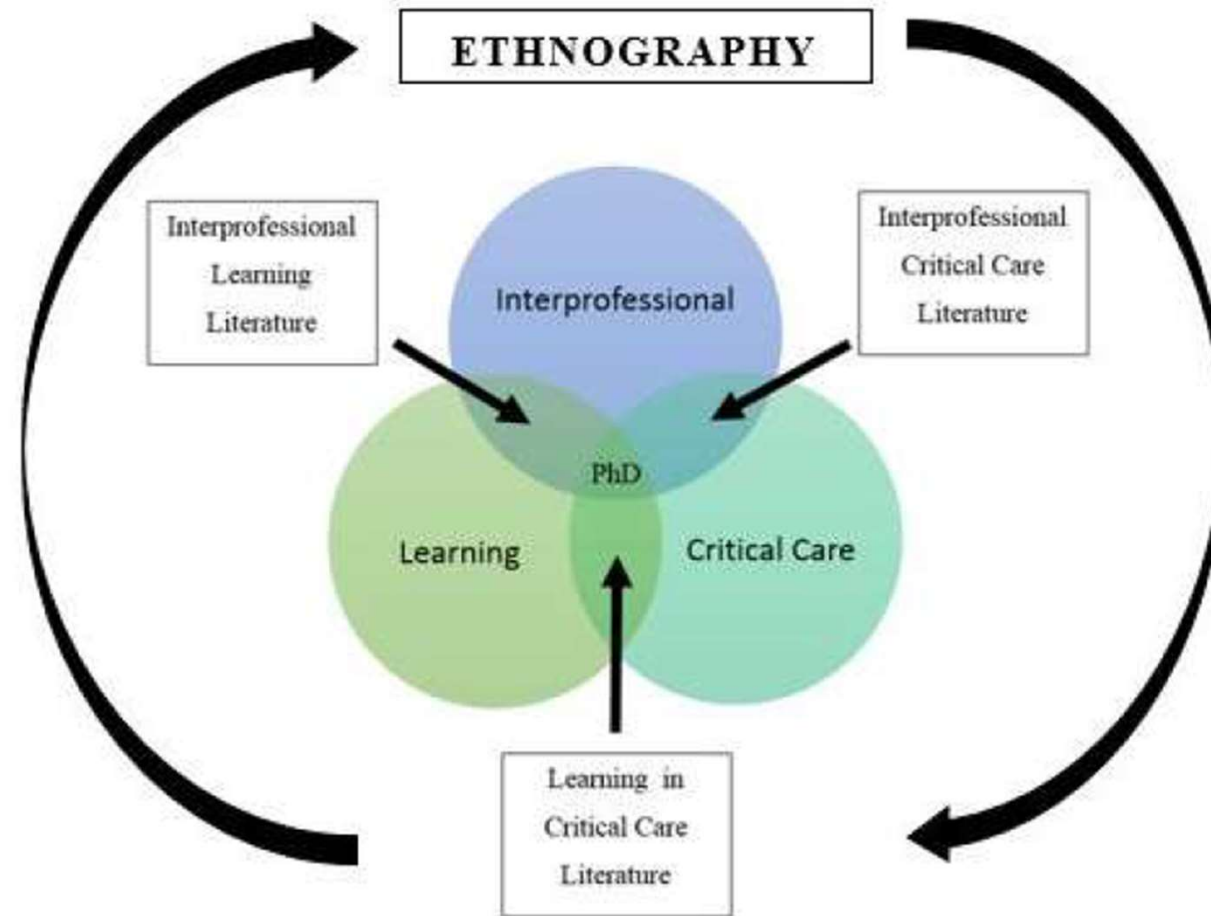 ETHNOGRAPHY
Interprofessional
Learning
Literature
Interprofessional
Critical Care
Literature
Interprofessional
PhD
Learning
Critical Care
Learning in
Critical Care
Literature